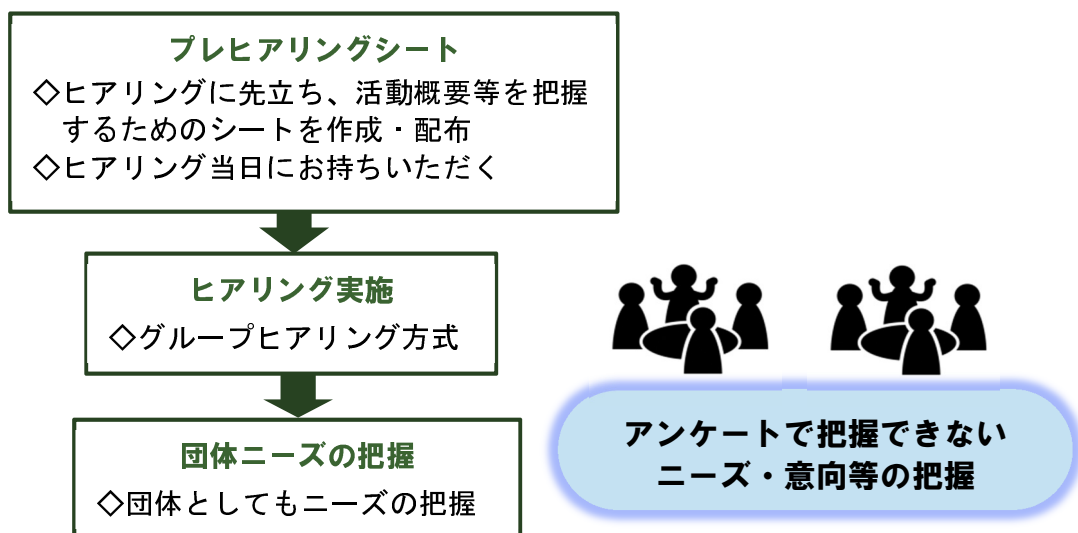 プレヒアリングシート
◇ヒアリングに先立ち、活動概要等を把握
するためのシートを作成・配布
◇ヒアリング当日にお持ちいただく
ヒアリング実施
◇グループヒアリング方式
団体ニーズの把握
◇団体としてもニーズの把握
アンケートで把握できない
ニーズ・意向等の把握